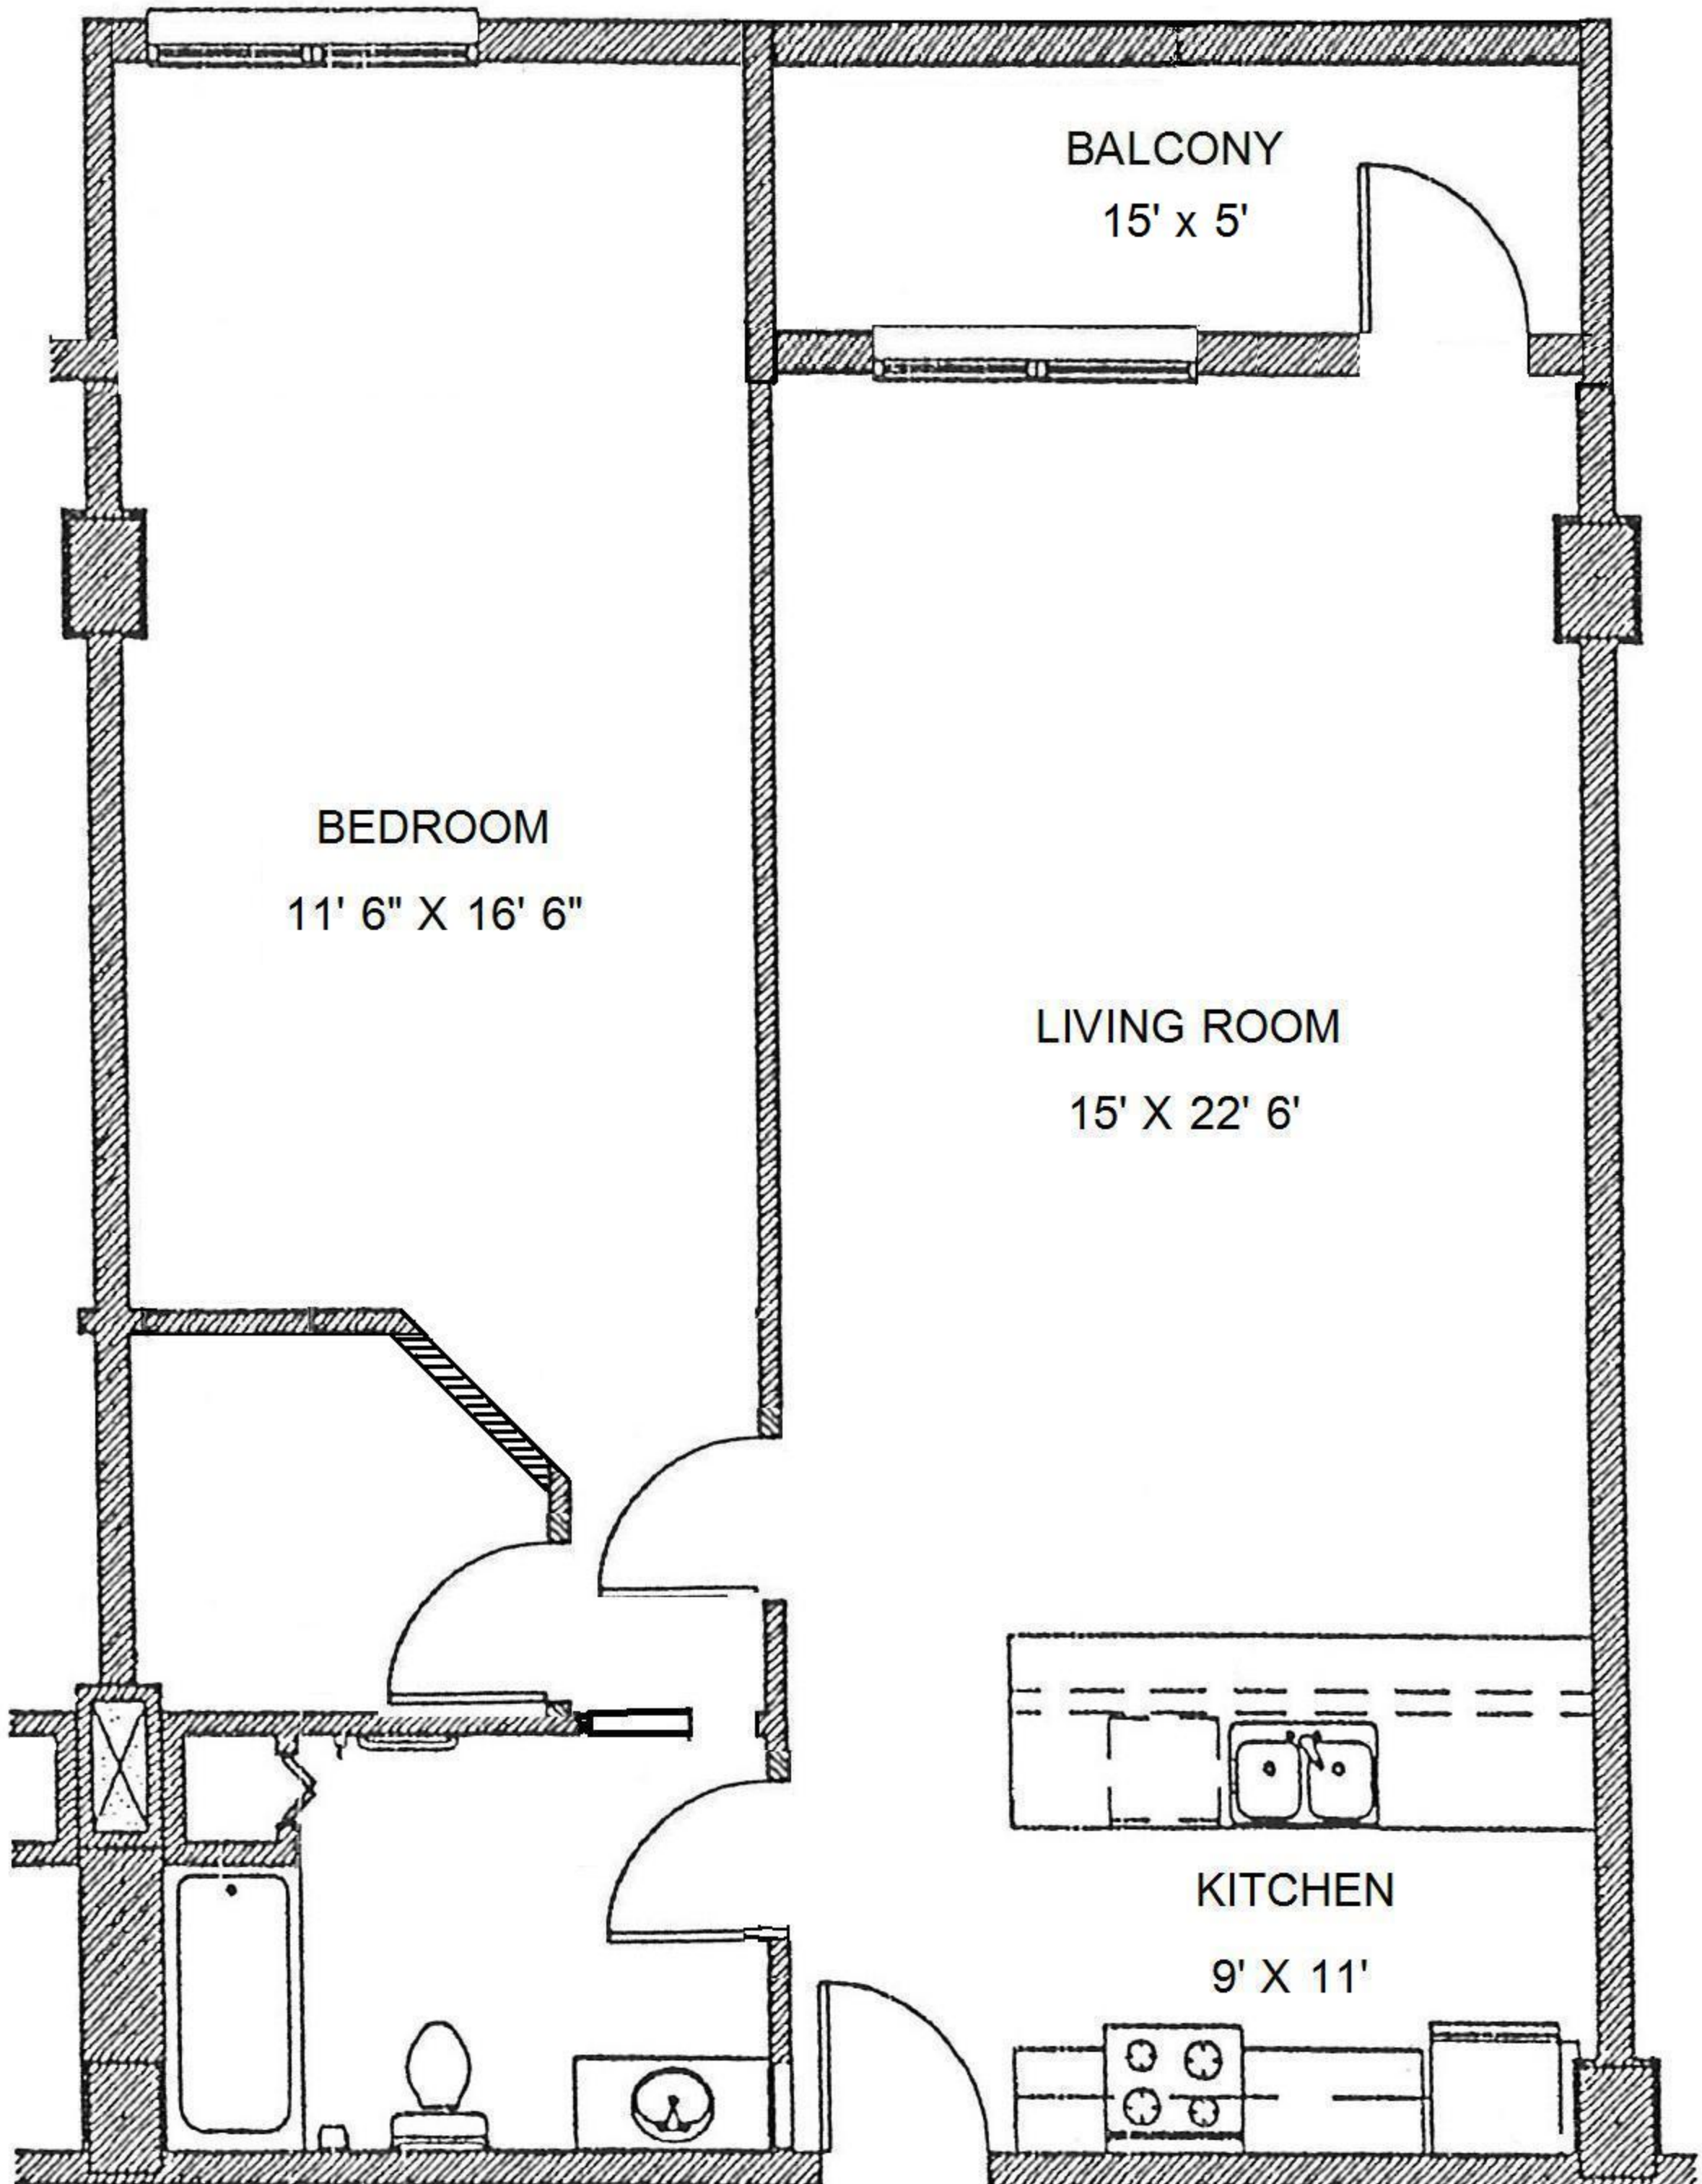 BALCONY
15' x 5'
BEDROOM
11' 6" X 16' 6"
LIVING ROOM
15' X 22' 6'
KITCHEN
9' X 11'